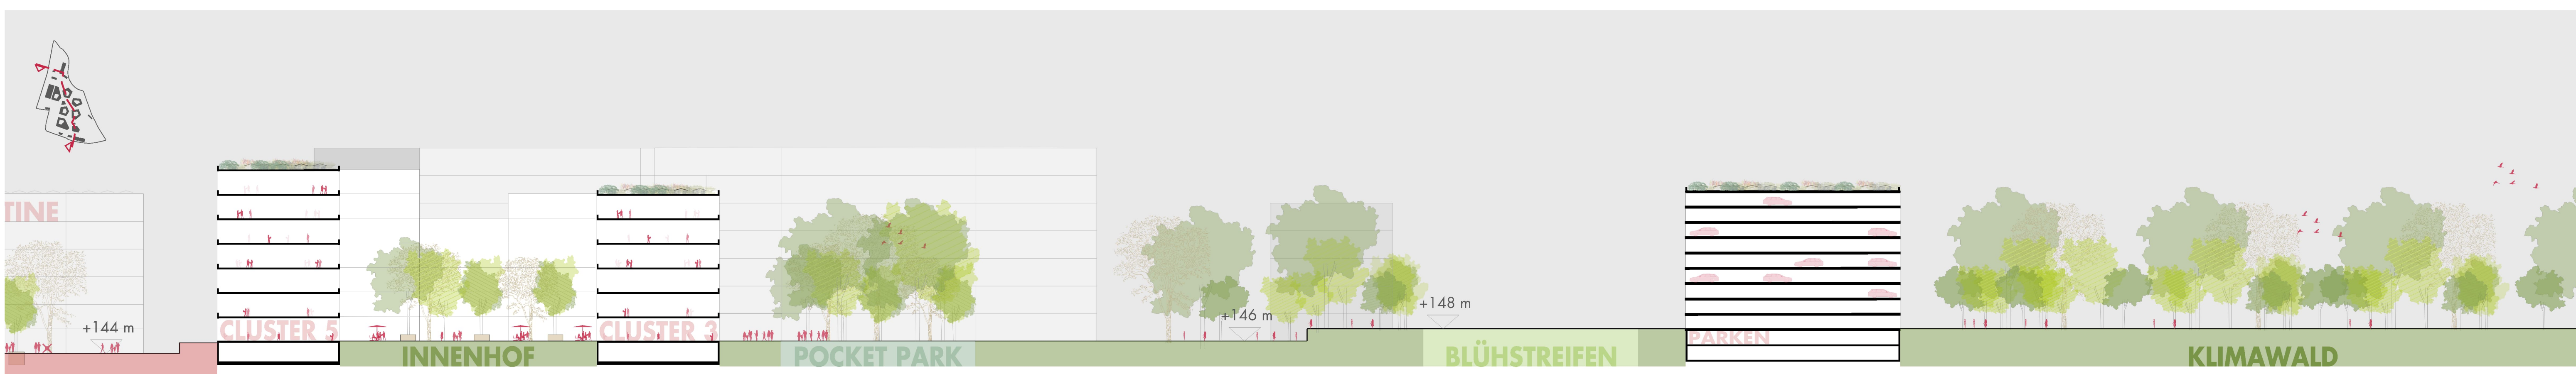 TINE
+144 m
CLUSTER 5
INNENHOF
CLUSTER 3
POCKET PARK
+146 m
+148 m
BLÜHSTREIFEN
PARKEN
KLIMAWALD